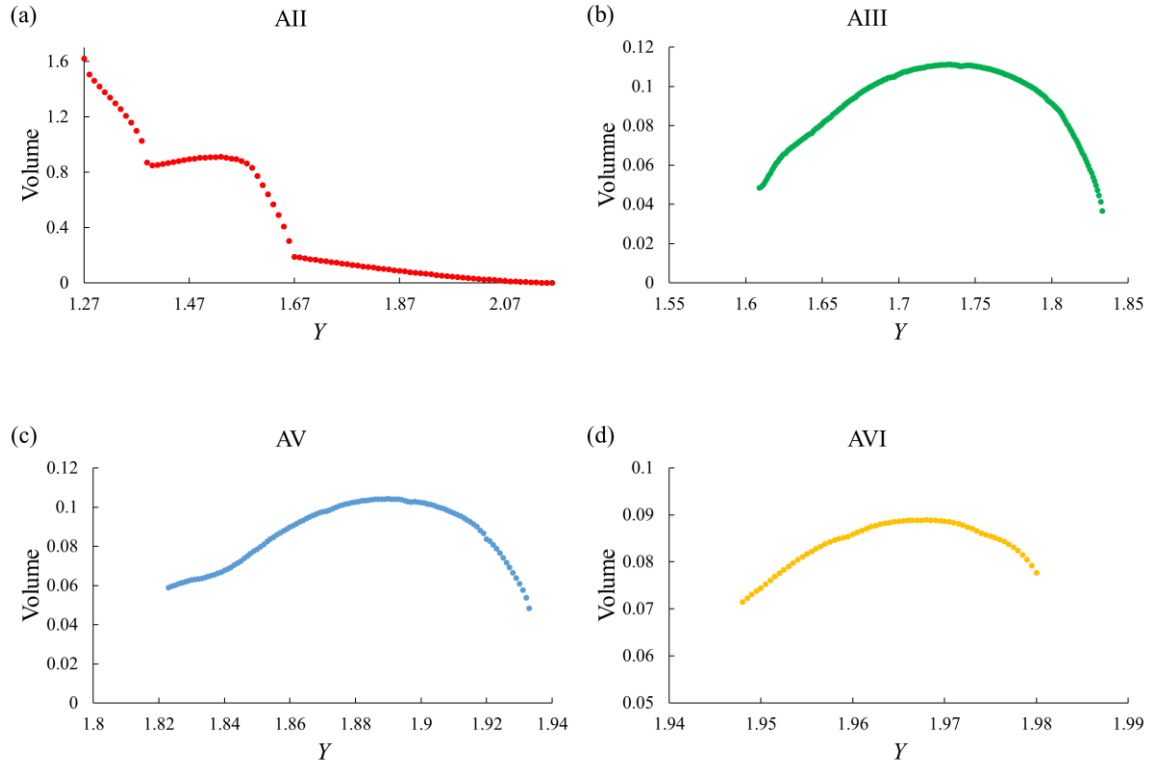 (a) AII
Volume
1.6
1.2
0.8
0.4
0
1.27 1.47 1.67 1.87 2.07
Y
(b) AIII
Volumne
0.12
0.1
0.08
0.06
0.04
0.02
0
1.55 1.6 1.65 1.7 1.75 1.8 1.85
Y
(c) AV
Volume
0.12
0.1
0.08
0.06
0.04
0.02
0
1.8 1.82 1.84 1.86 1.88 1.9 1.92 1.94
Y
(d) AVI
Volume
0.1
0.09
0.08
0.07
0.06
0.05
1.94 1.95 1.96 1.97 1.98 1.99
Y